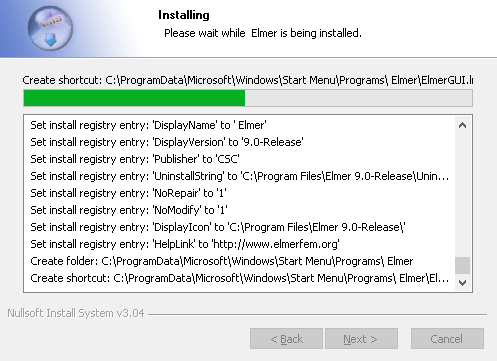 Installing
Please wait while Elmer is being installed.
Create shortcut: C:\ProgramData\Microsoft\Windows\Start Menu\Programs\ Elmer\ElmerGUI.l
Set install registry entry: 'DisplayName' to ' Elmer'
Set install registry entry: 'DisplayVersion' to '9.0-Release'
Set install registry entry: 'Publisher' to 'CSC'
Set install registry entry: 'UninstallString' to 'C:\Program Files\Elmer 9.0-Release\Unin...
Set install registry entry: 'NoRepair' to '1'
Set install registry entry: 'NoModify' to '1'
Set install registry entry: 'DisplayIcon' to 'C:\Program Files\Elmer 9.0-Release\'
Set install registry entry: 'HelpLink' to 'http://www.elmerfem.org'
Create folder: C:\ProgramData\Microsoft\Windows\Start Menu\Programs\ Elmer
Create shortcut: C:\ProgramData\Microsoft\Windows\Start Menu\Programs\ Elmer\El...
Nullsoft Install System v3.04
< Back
Next >
Cancel